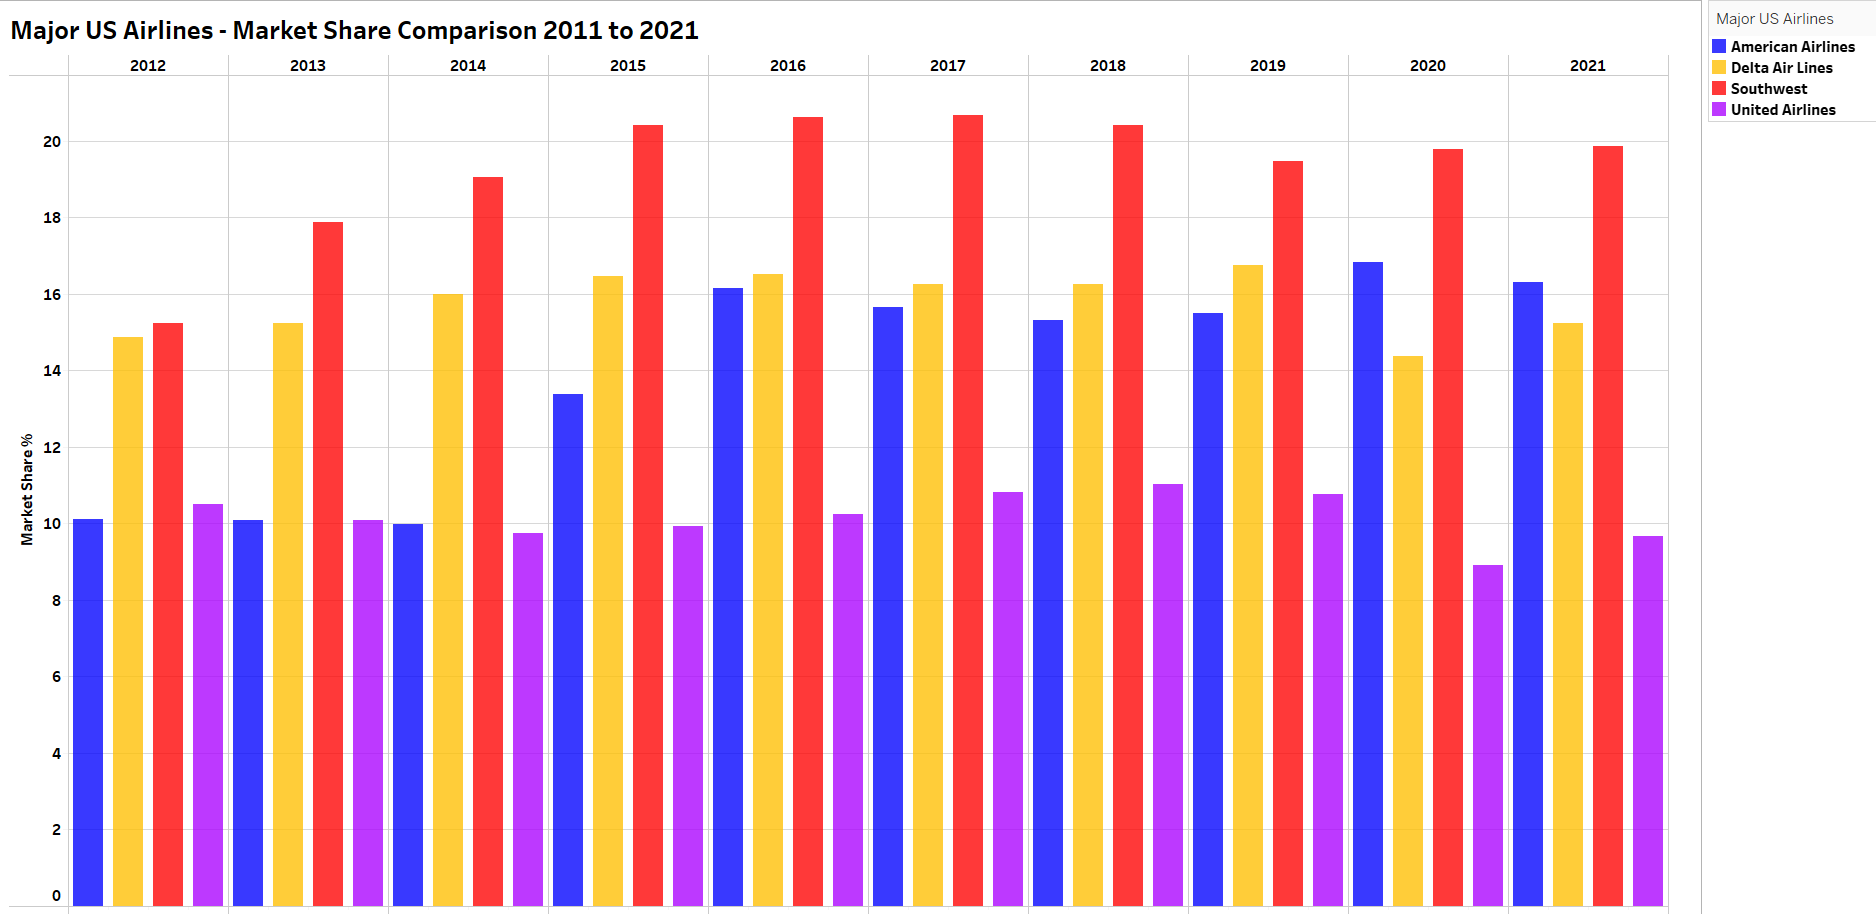 Major US Airlines - Market Share Comparison 2011 to 2021
2012 2013 2014 2015 2016 2017 2018 2019 2020 2021
20
18
16
14
12
10
8
6
4
2
0
Market Share %
Major US Airlines
American Airlines
Delta Air Lines
Southwest
United Airlines